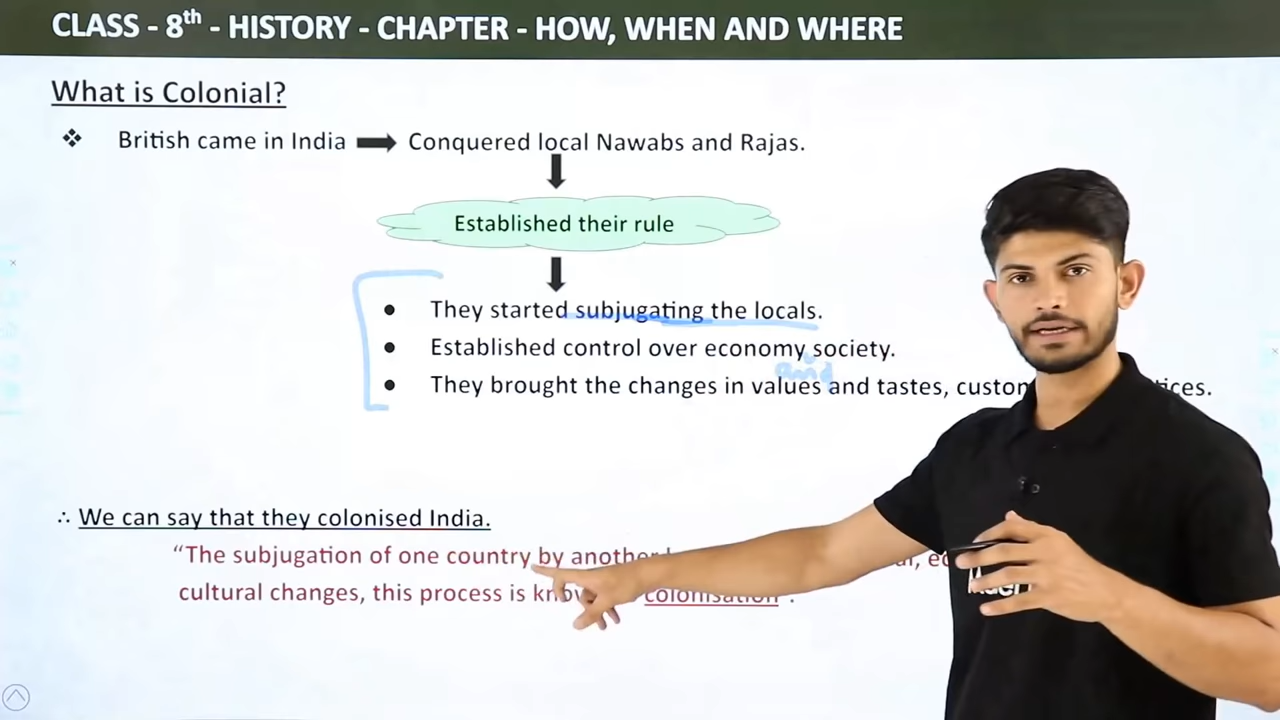 CLASS - 8th - HISTORY - CHAPTER - HOW, WHEN AND WHERE
What is Colonial?
❖ British came in India ➡ Conquered local Nawabs and Rajas.
Established their rule
• They started subjugating the locals.
• Established control over economy society.
and
• They brought the changes in values and tastes,
∴ We can say that they colonised India.
“The subjugation of one country by
cultural changes, this process is colonisation”.